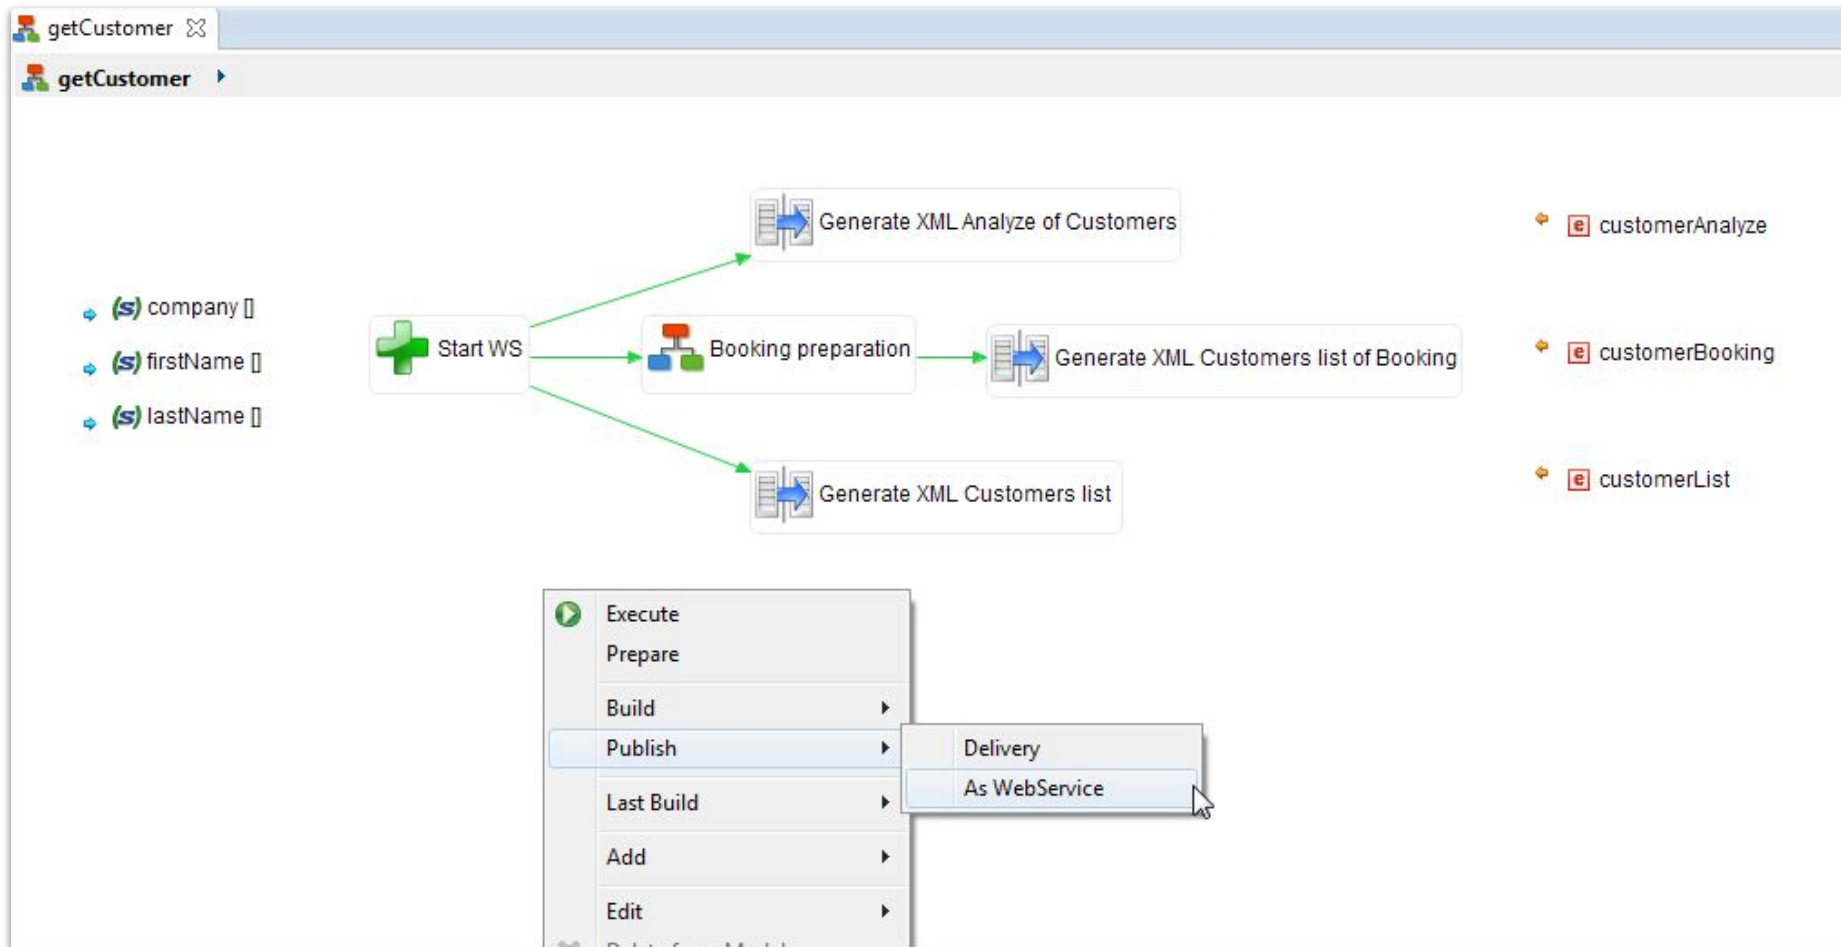 getCustomer
getCustomer
Generate XML Analyze of Customers
customerAnalyze
(s) company []
Start WS
Booking preparation
Generate XML Customers list of Booking
e customerBooking
(s) firstName []
(s) lastName []
Generate XML Customers list
e customerList
Execute
Prepare
Build
Publish
Delivery
As WebService
Last Build
Add
Edit